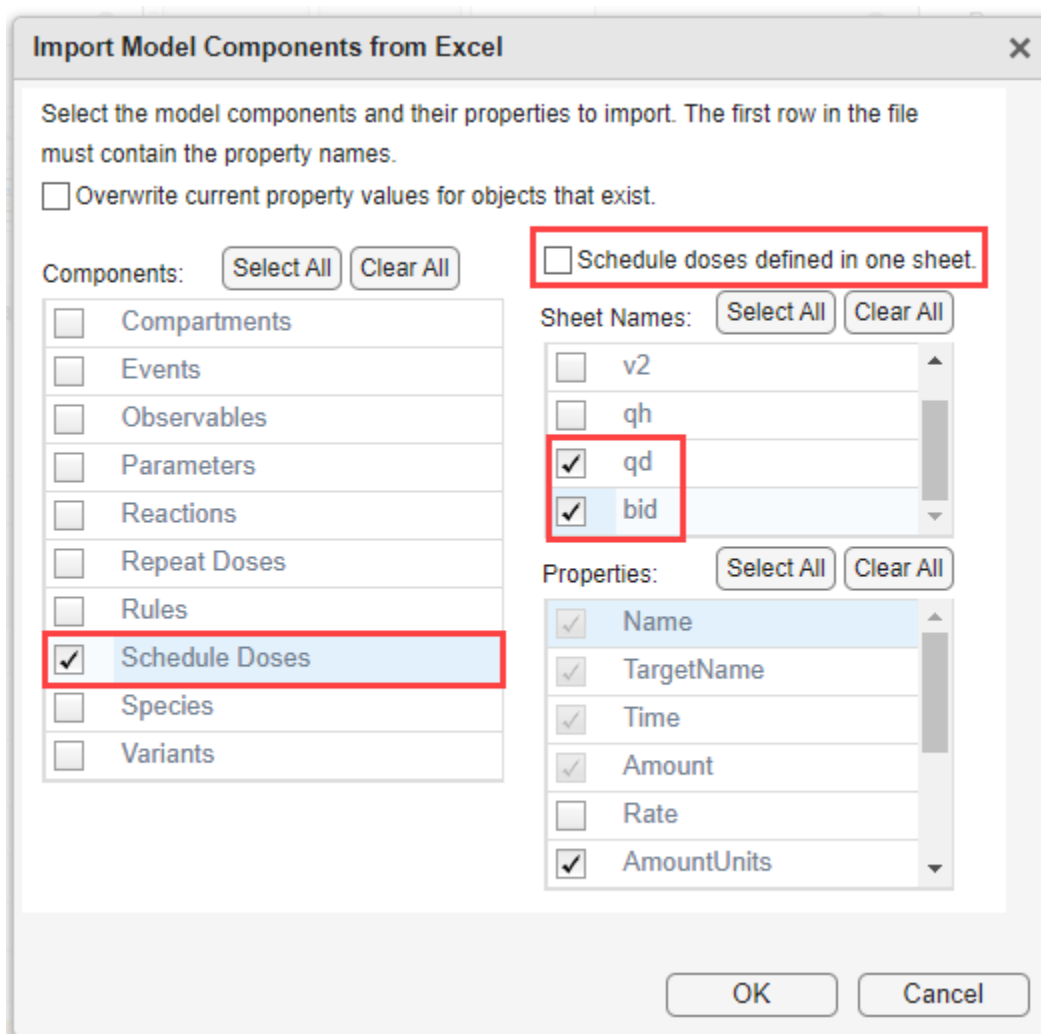 Import Model Components from Excel
Select the model components and their properties to import. The first row in the file
must contain the property names.
Overwrite current property values for objects that exist.
Components:
Select All
Clear All
Compartments
Events
Observables
Parameters
Reactions
Repeat Doses
Rules
Schedule Doses
Species
Variants
Schedule doses defined in one sheet.
Sheet Names:
Select All
Clear All
v2
qh
qd
bid
Properties:
Select All
Clear All
Name
TargetName
Time
Amount
Rate
AmountUnits
OK
Cancel